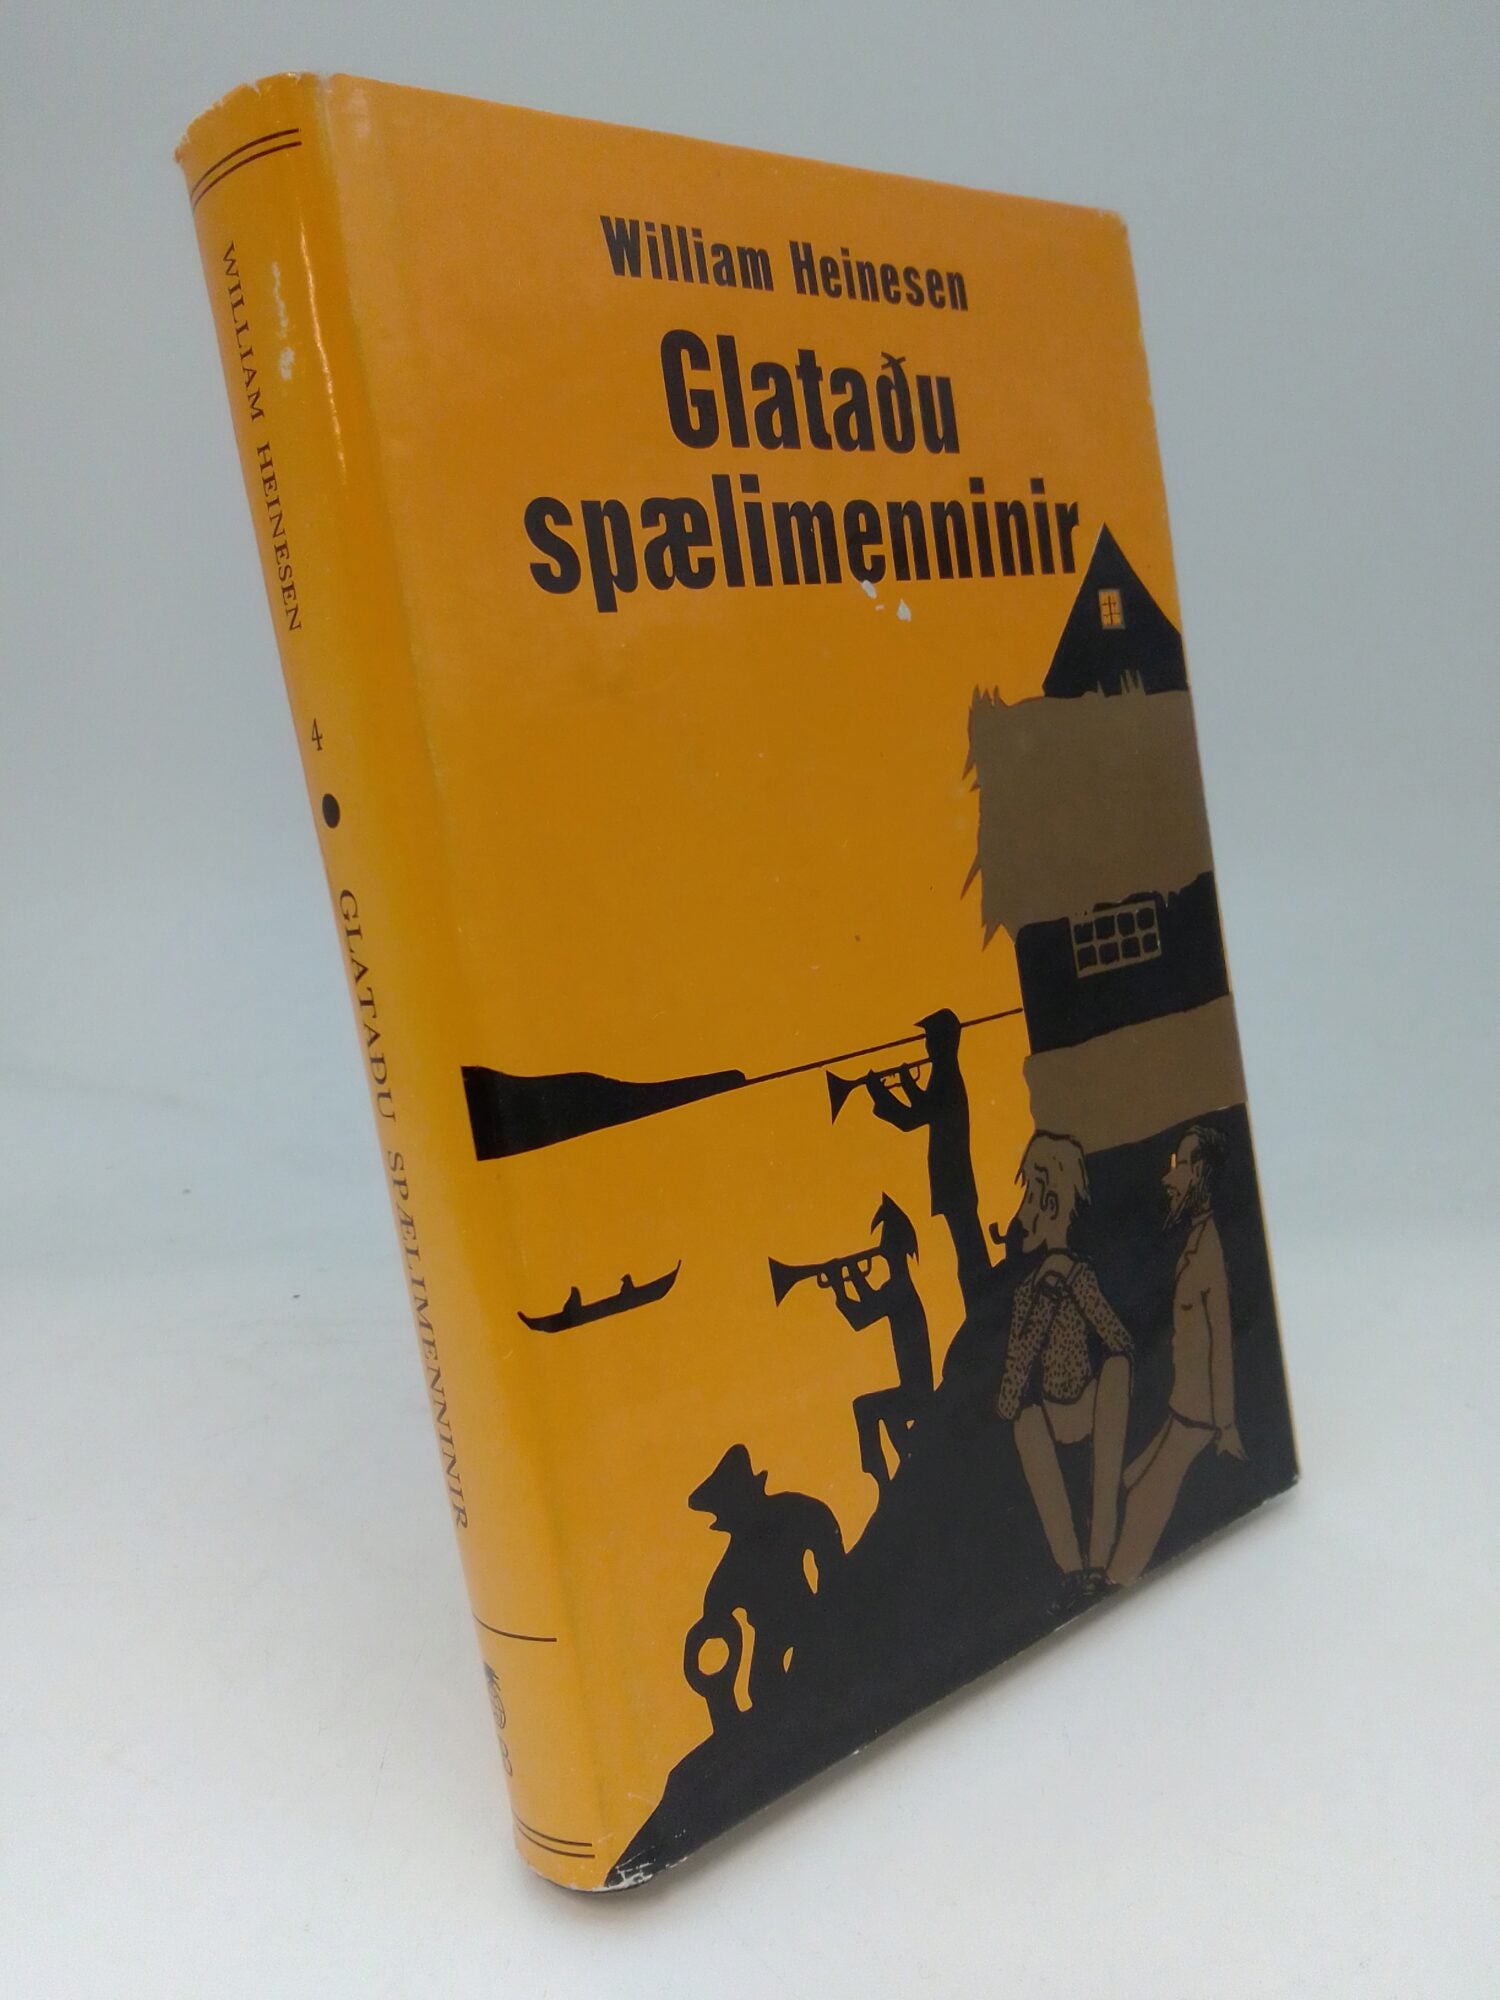 William Heinesen
Glataðu
spælimenninir
WILLIAM HEINESEN 4 ● GLATAÐU SPÆLIMENNINIR